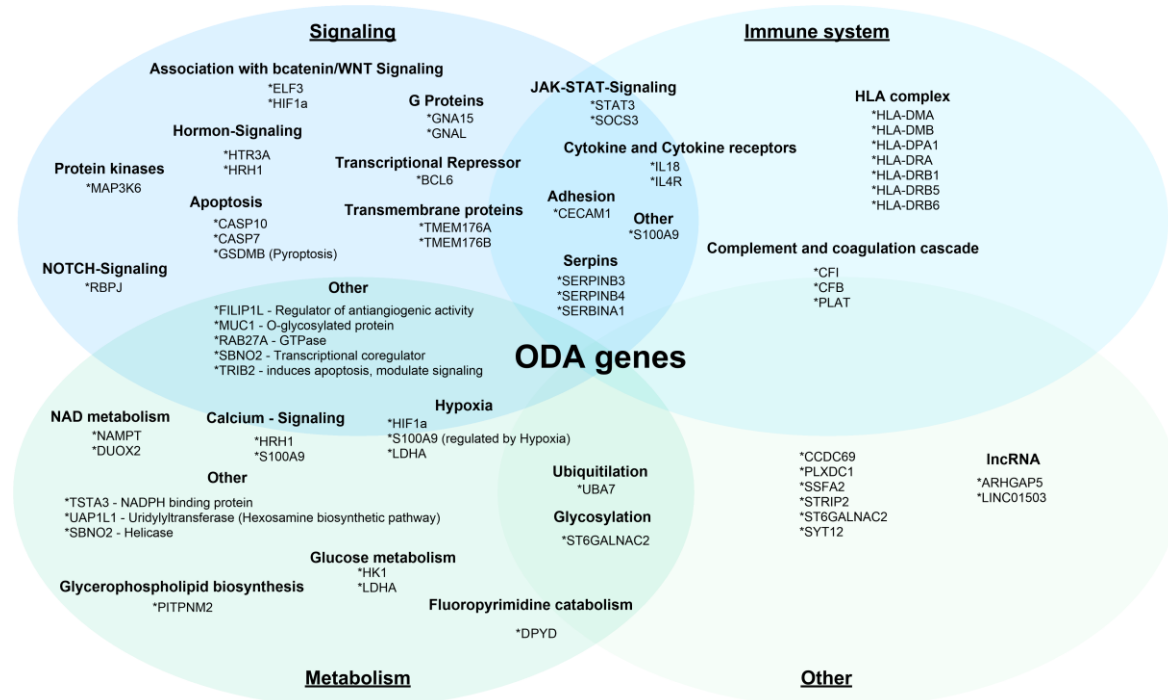 Signaling
Immune system
Association with bcatenin/WNT Signaling
*ELF3
*HIF1a
G Proteins
*GNA15
*GNAL
Hormon-Signaling
*HTR3A
*HRH1
Protein kinases
*MAP3K6
Transcriptional Repressor
*BCL6
Apoptosis
*CASP10
*CASP7
*GSDMB (Pyroptosis)
Transmembrane proteins
*TMEM176A
*TMEM176B
NOTCH-Signaling
*RBPJ
Other
*FILIP1L - Regulator of antiangiogenic activity
*MUC1 - O-glycosylated protein
*RAB27A - GTPase
*SBNO2 - Transcriptional coregulator
*TRIB2 - induces apoptosis, modulate signaling
JAK-STAT-Signaling
*STAT3
*SOCS3
Cytokine and Cytokine receptors
*IL18
*IL4R
Adhesion
*CECAM1
Other
*S100A9
Serpins
*SERPINB3
*SERPINB4
*SERBINA1
HLA complex
*HLA-DMA
*HLA-DMB
*HLA-DPA1
*HLA-DRA
*HLA-DRB1
*HLA-DRB5
*HLA-DRB6
Complement and coagulation cascade
*CFI
*CFB
*PLAT
ODA genes
NAD metabolism
*NAMPT
*DUOX2
Calcium - Signaling
*HRH1
*S100A9
Hypoxia
*HIF1a
*S100A9 (regulated by Hypoxia)
*LDHA
Other
*TSTA3 - NADPH binding protein
*UAP1L1 - Uridylyltransferase (Hexosamine biosynthetic pathway)
*SBNO2 - Helicase
Glucose metabolism
*HK1
*LDHA
Glycerophospholipid biosynthesis
*PITPNM2
Fluoropyrimidine catabolism
*DPYD
Ubiquitilation
*UBA7
Glycosylation
*ST6GALNAC2
*CCDC69
*PLXDC1
*SSFA2
*STRIP2
*ST6GALNAC2
*SYT12
lncRNA
*ARHGAP5
*LINC01503
Metabolism
Other